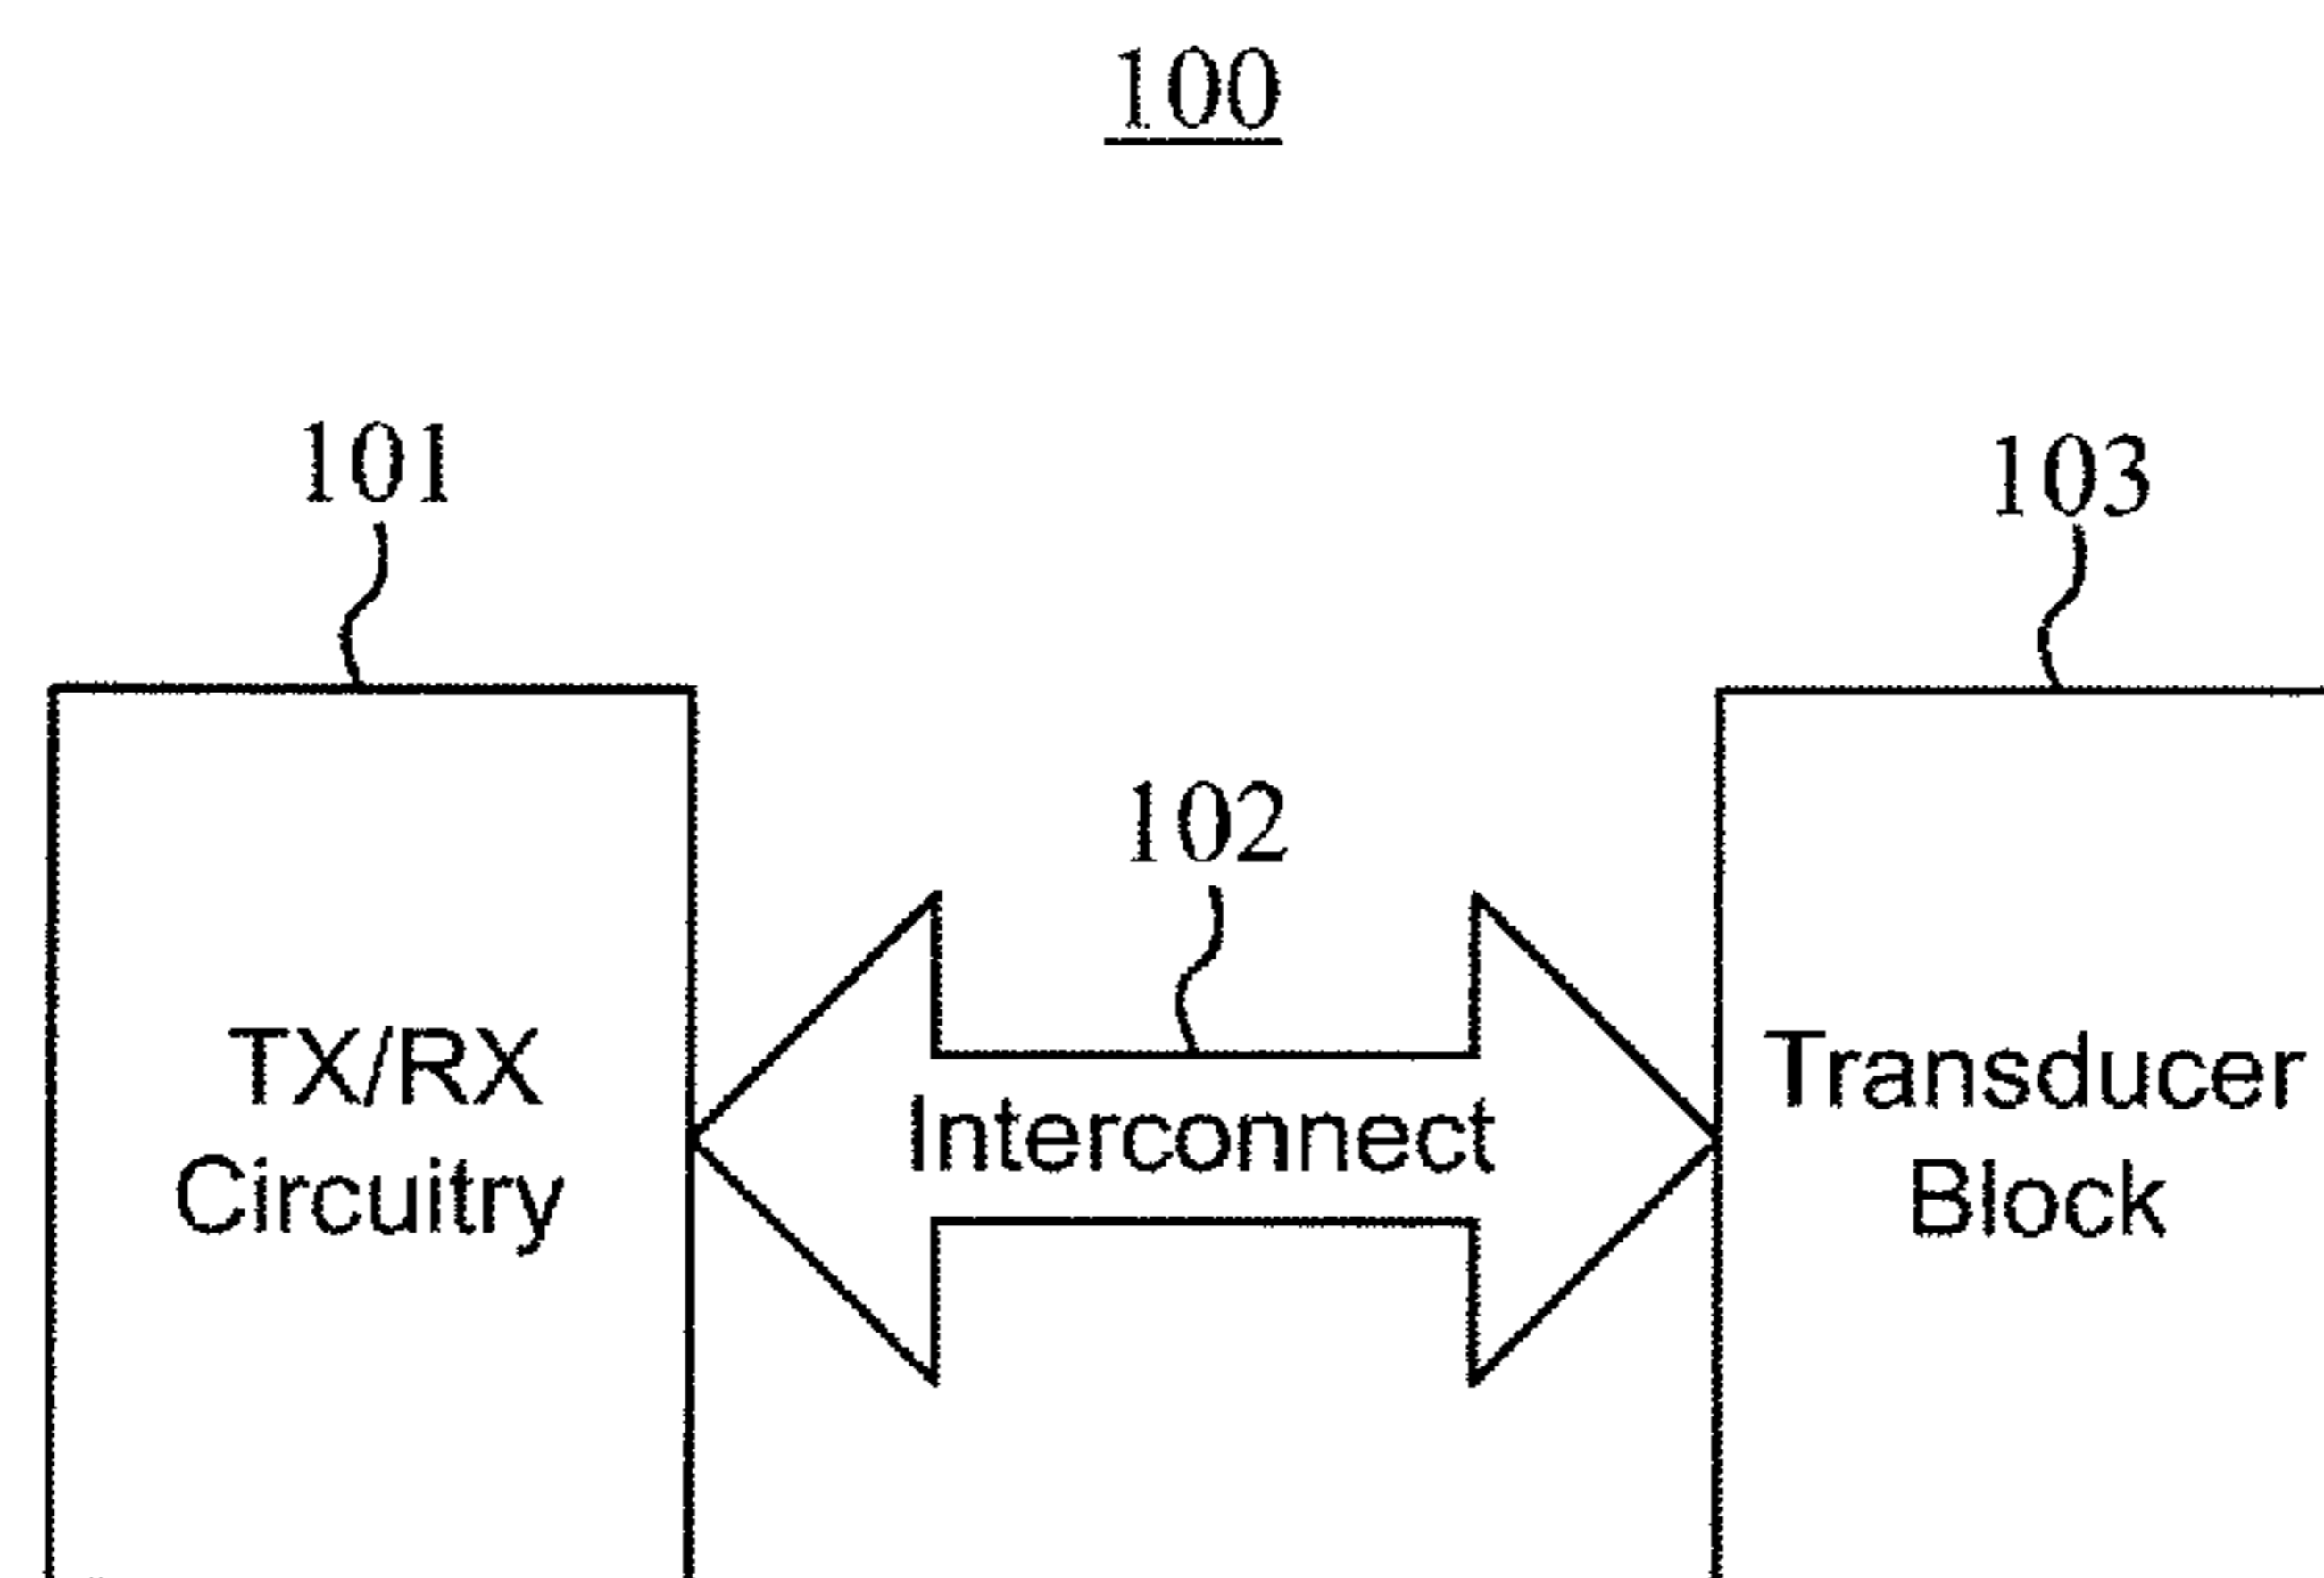 100
101
103
102
TX/RX
Circuitry
Interconnect
Transducer
Block